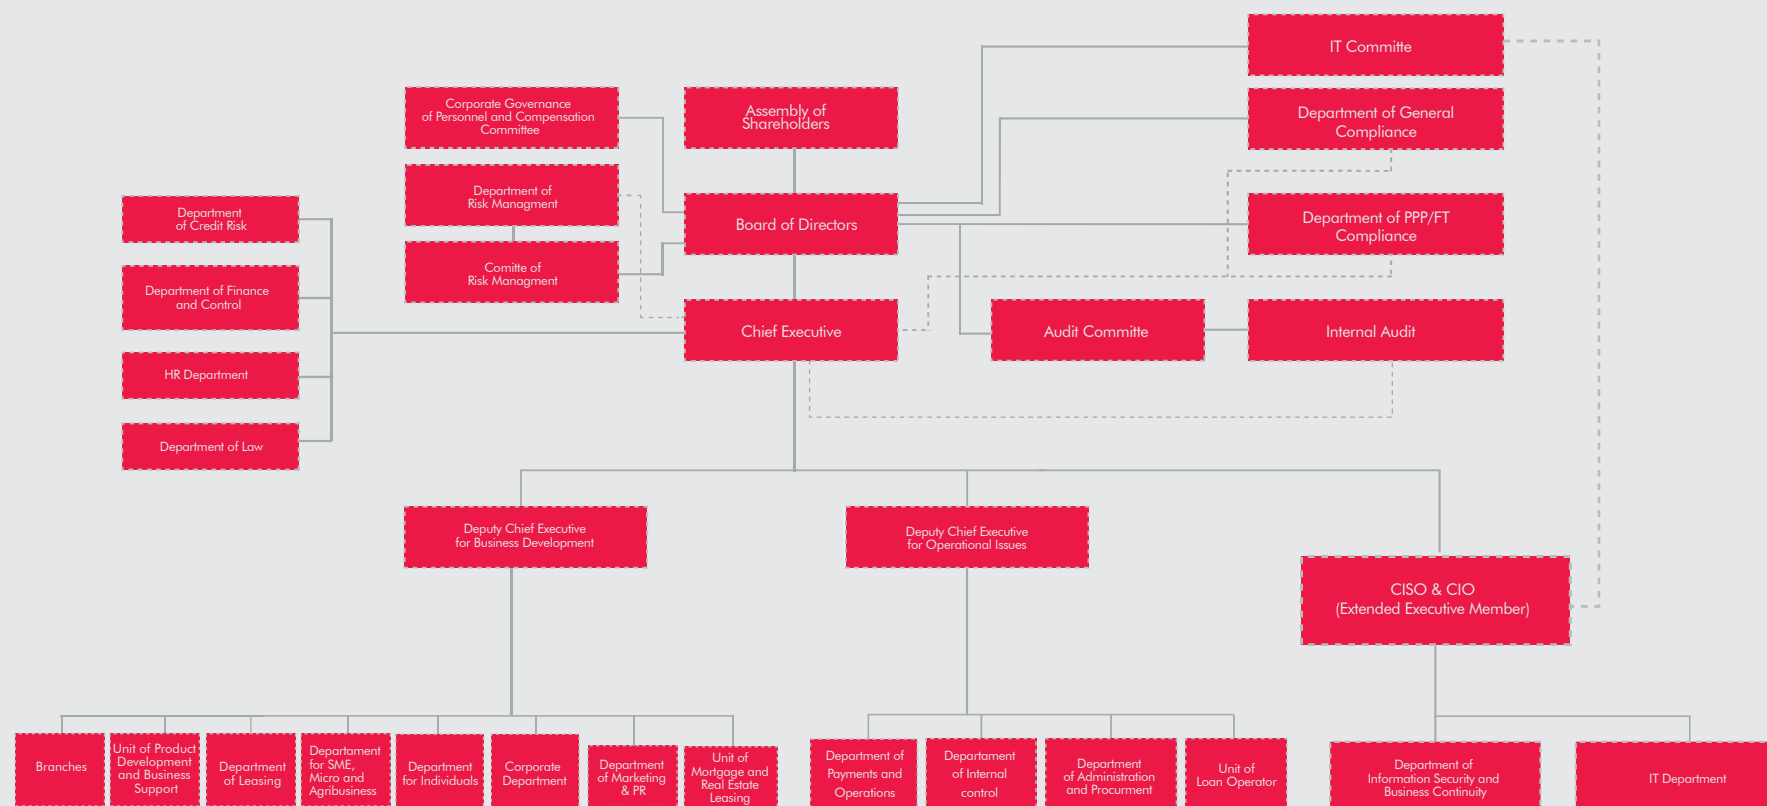 IT Committe
Corporate Governance
of Personnel and Compensation
Committee
Assembly of
Shareholders
Department of General
Compliance
Department of
Risk Managment
Department
of Credit Risk
Board of Directors
Department of PPP/FT
Compliance
Comitte of
Risk Managment
Department of Finance
and Control
Chief Executive
Audit Committe
Internal Audit
HR Department
Department of Law
Deputy Chief Executive
for Business Development
Deputy Chief Executive
for Operational Issues
CISO & CIO
(Extended Executive Member)
Branches
Unit of Product
Development
and Business
Support
Department
of Leasing
Departament
for SME,
Micro and
Agribusiness
Department
for Individuals
Corporate
Department
Department
of Marketing
& PR
Unit of
Mortgage and
Real Estate
Leasing
Department of
Payments and
Operations
Departament
of Internal
control
Department
of Administration
and Procurment
Unit of
Loan Operator
Department of
Information Security and
Business Continuity
IT Department